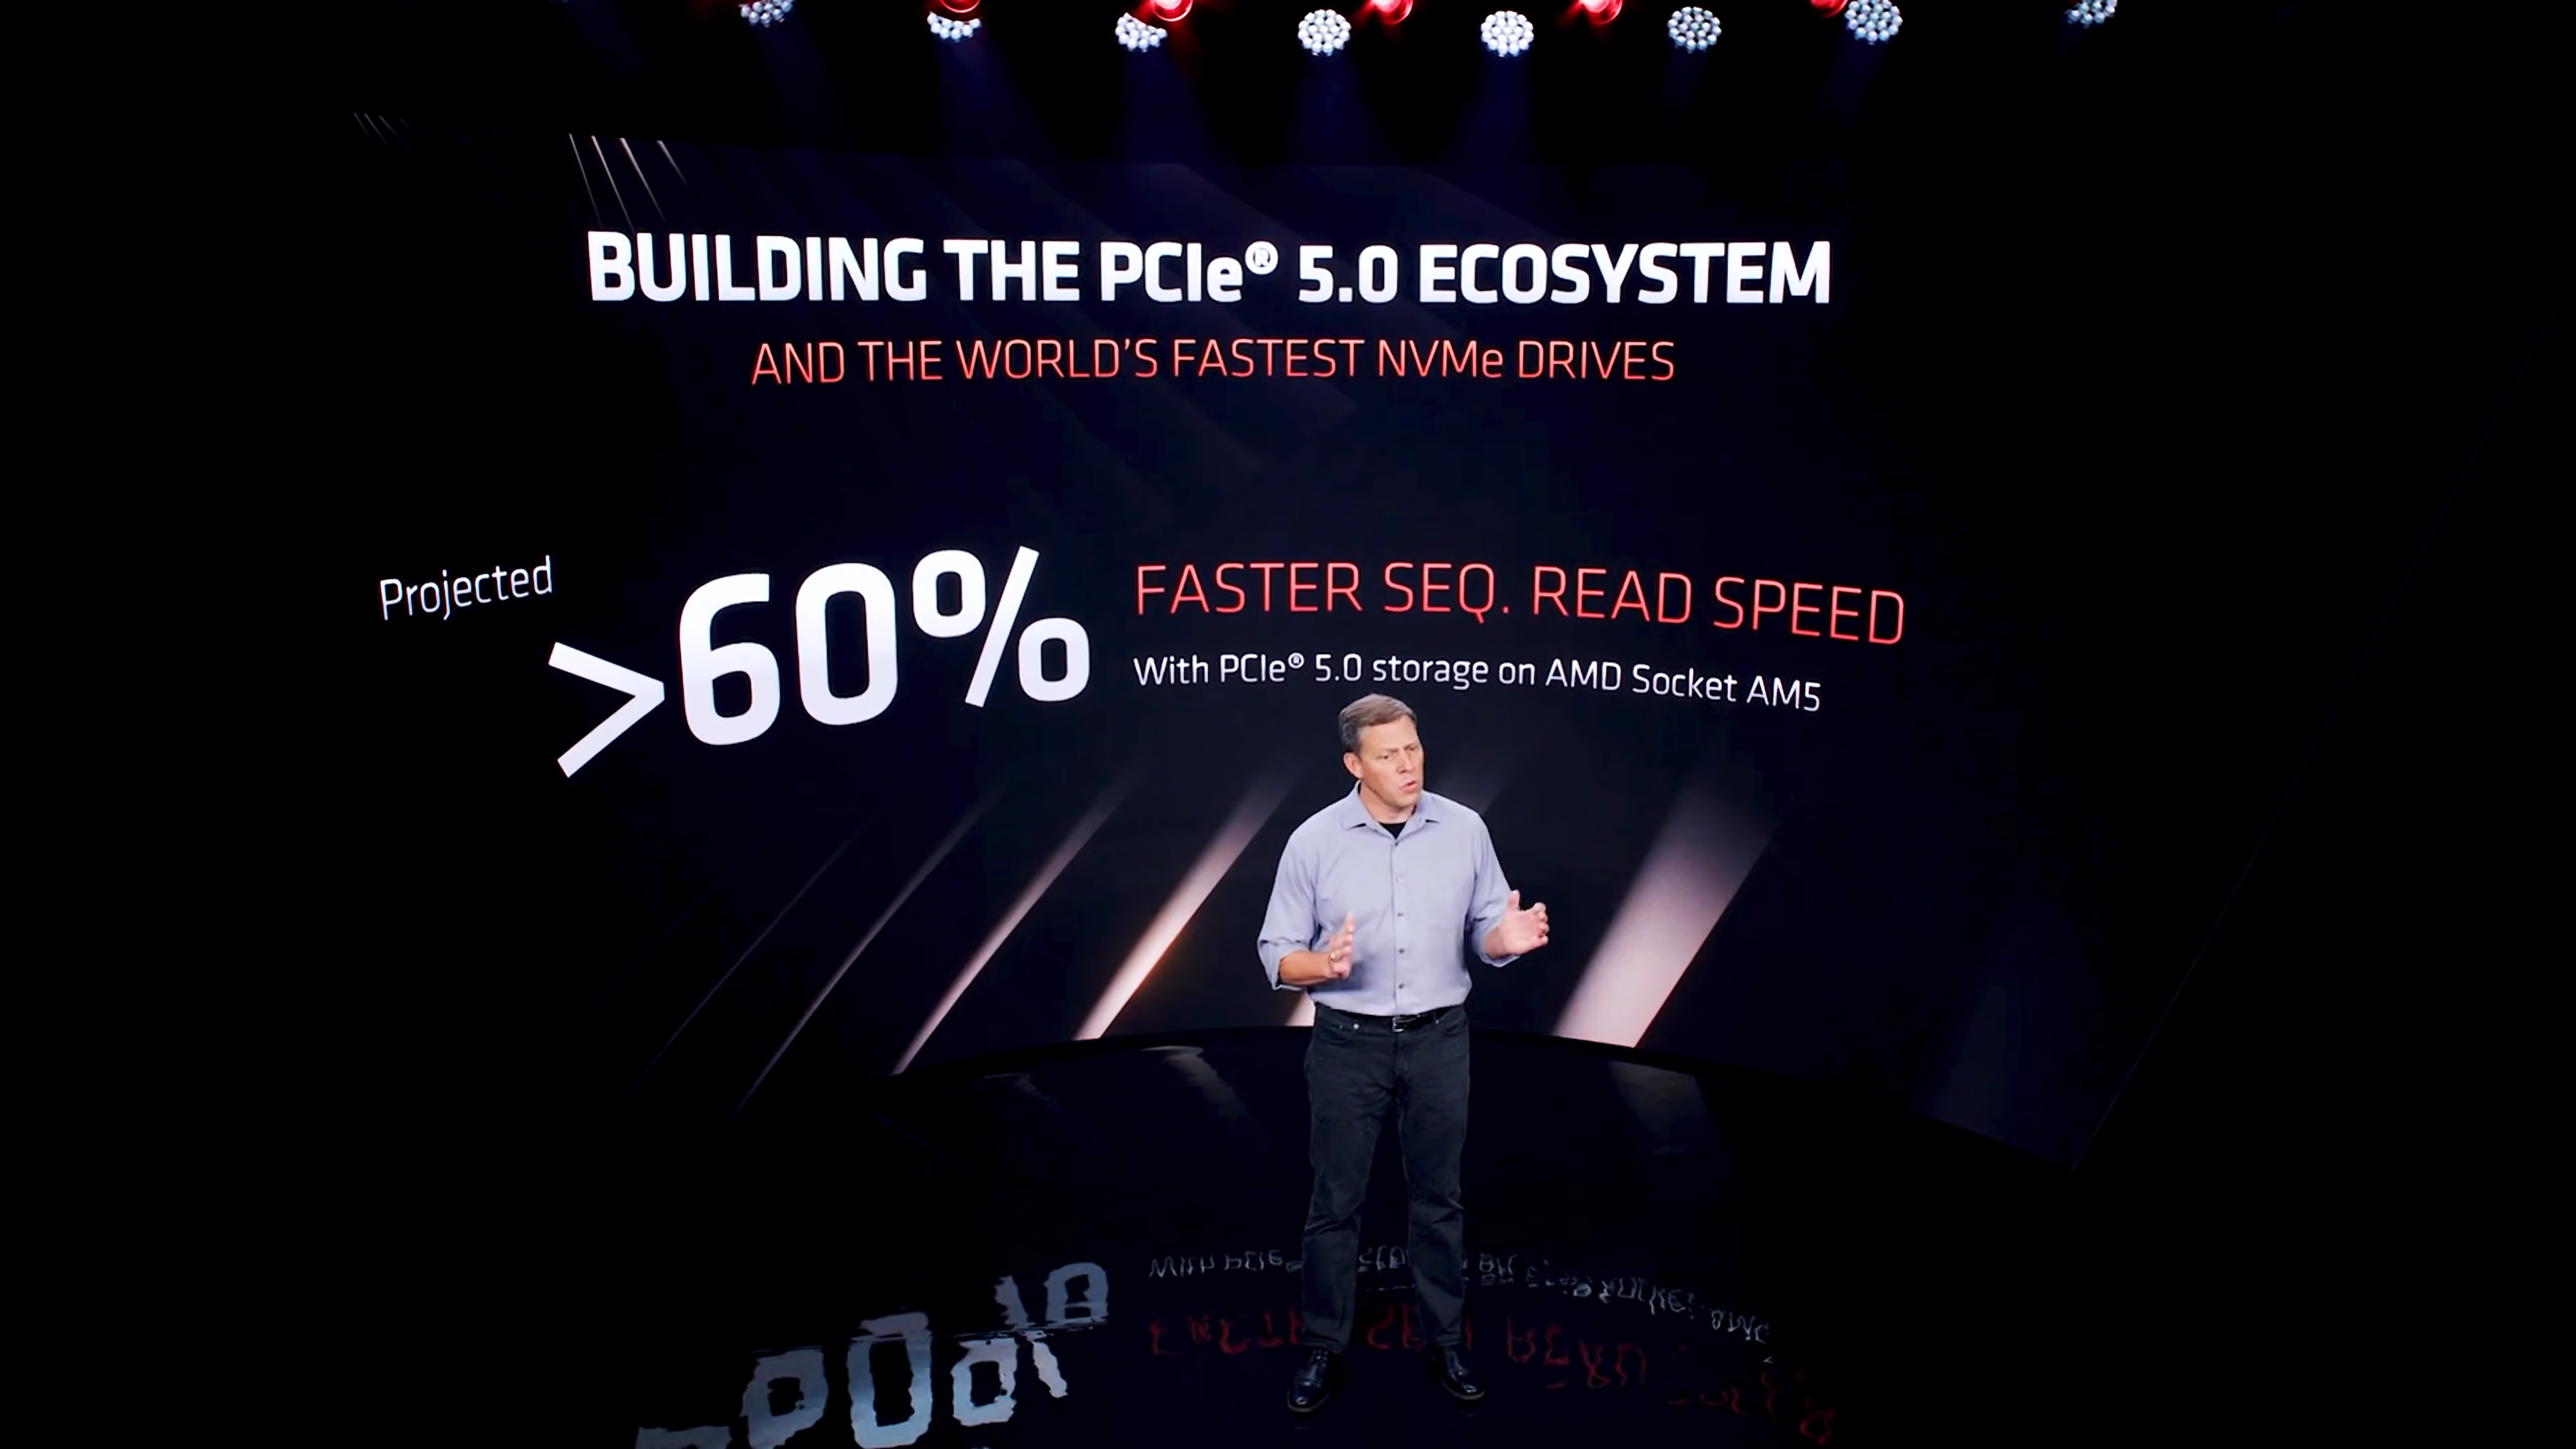 BUILDING THE PCIe® 5.0 ECOSYSTEM
AND THE WORLD'S FASTEST NVMe DRIVES
Projected
>60%
FASTER SEQ. READ SPEED
With PCIe® 5.0 storage on AMD Socket AM5